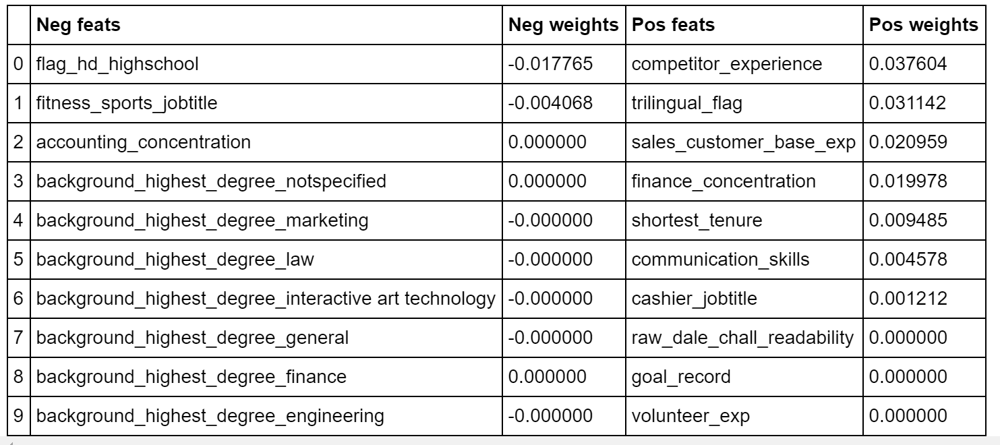 Neg feats Neg weights Pos feats Pos weights
0 flag_hd_highschool -0.017765 competitor_experience 0.037604
1 fitness_sports_jobtitle -0.004068 trilingual_flag 0.031142
2 accounting_concentration 0.000000 sales_customer_base_exp 0.020959
3 background_highest_degree_notspecified 0.000000 finance_concentration 0.019978
4 background_highest_degree_marketing -0.000000 shortest_tenure 0.009485
5 background_highest_degree_law -0.000000 communication_skills 0.004578
6 background_highest_degree_interactive art technology -0.000000 cashier_jobtitle 0.001212
7 background_highest_degree_general -0.000000 raw_dale_chall_readability 0.000000
8 background_highest_degree_finance 0.000000 goal_record 0.000000
9 background_highest_degree_engineering -0.000000 volunteer_exp 0.000000